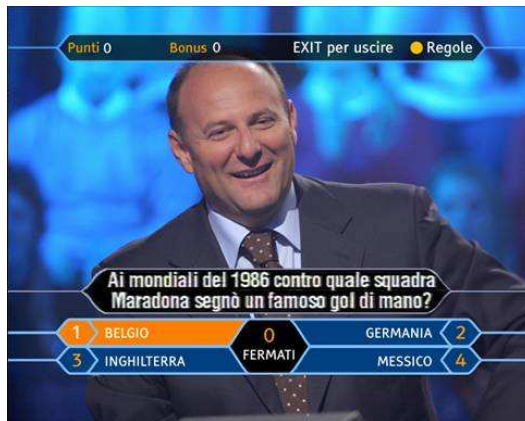 Punti 0 Bonus 0 EXIT per uscire Regole
Ai mondiali del 1986 contro quale squadra
Maradona segnò un famoso gol di mano?
1 BELGIO 0 GERMANIA 2
3 INGHILTERRA FERMATI MESSICO 4